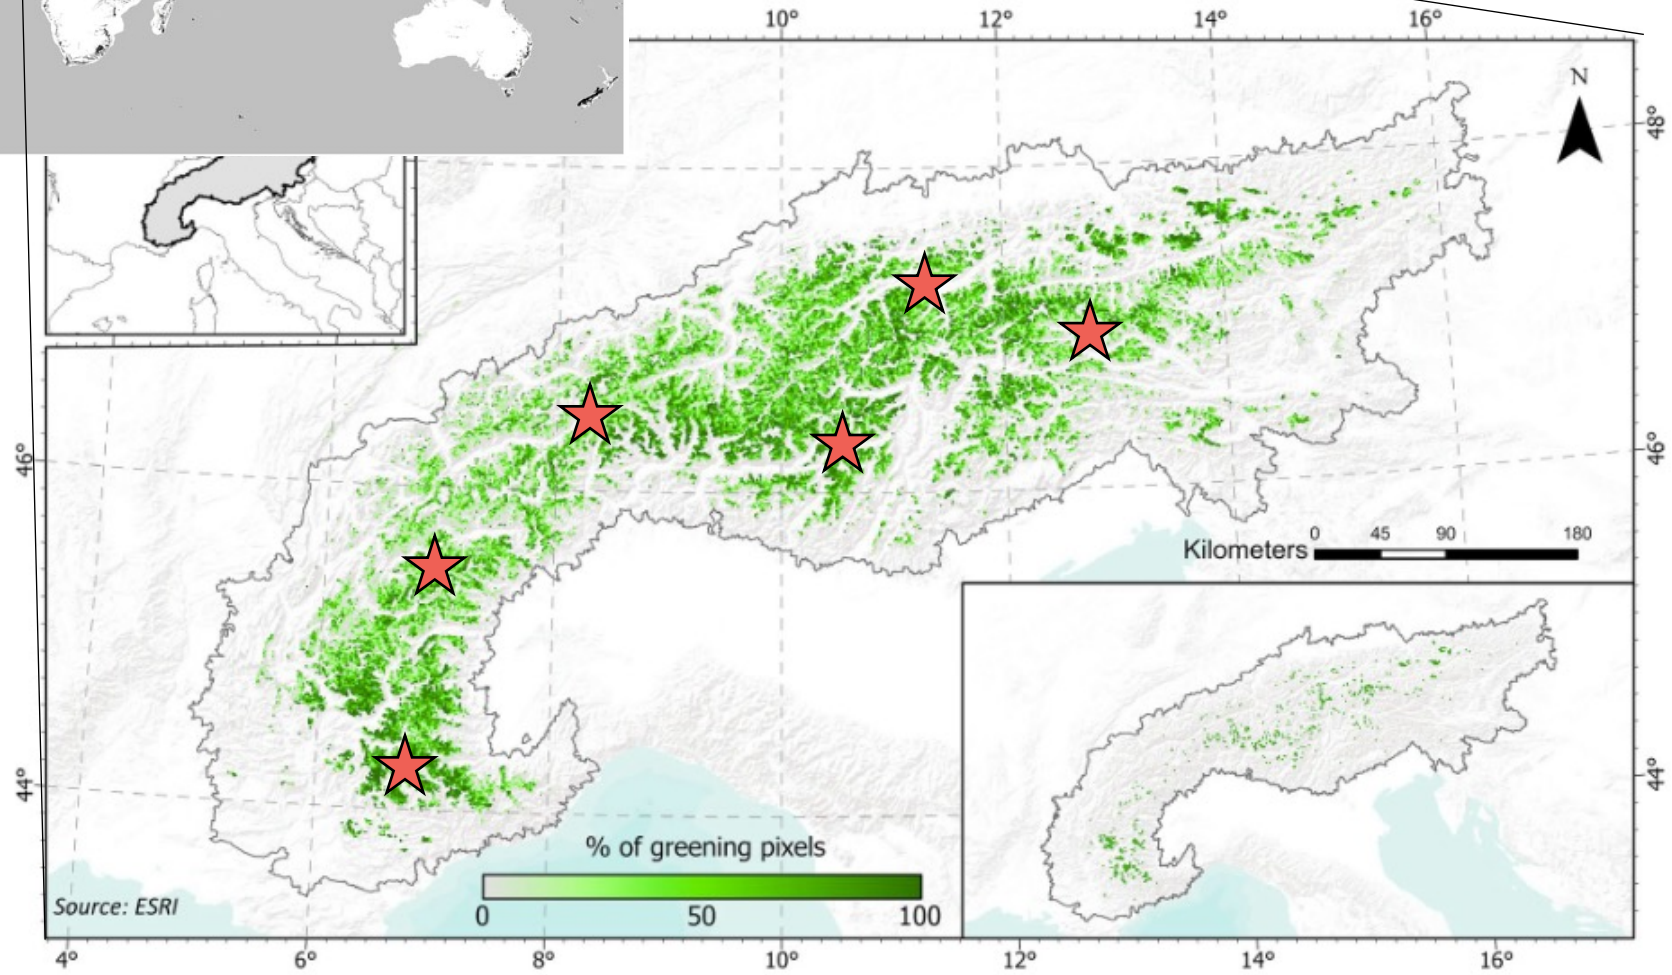 10° 12° 14° 16°
N
48°
Kilometers 0 45 90 180
46° 46°
44° 44°
% of greening pixels
0 50 100
Source: ESRI
4° 6° 8° 10° 12° 14° 16°